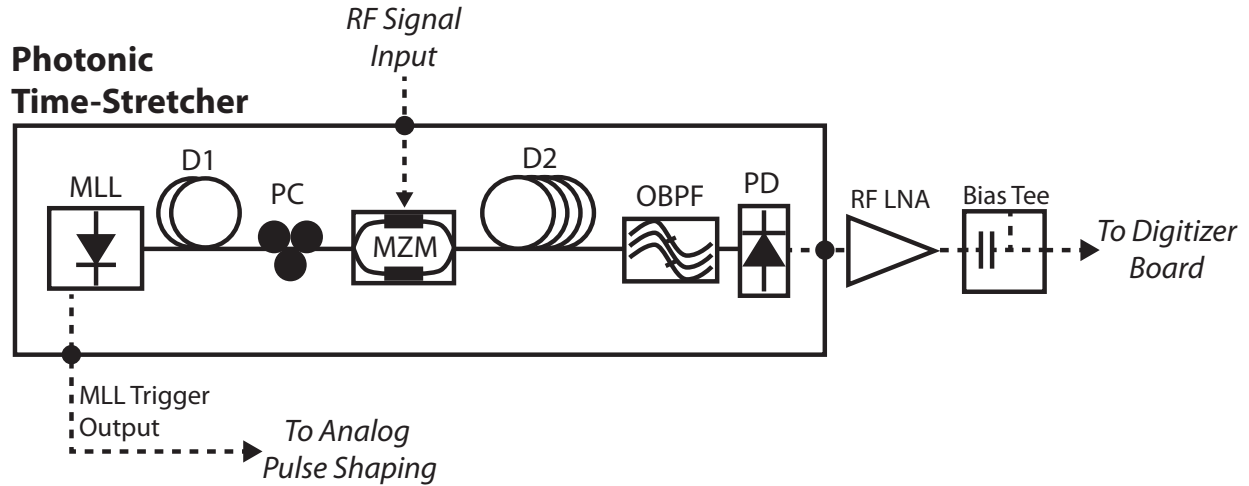 RF Signal
Input
Photonic
Time-Stretcher
D1
D2
MLL
PC
OBPF
PD
RF LNA
Bias Tee
MZM
To Digitizer
Board
MLL Trigger
Output
To Analog
Pulse Shaping